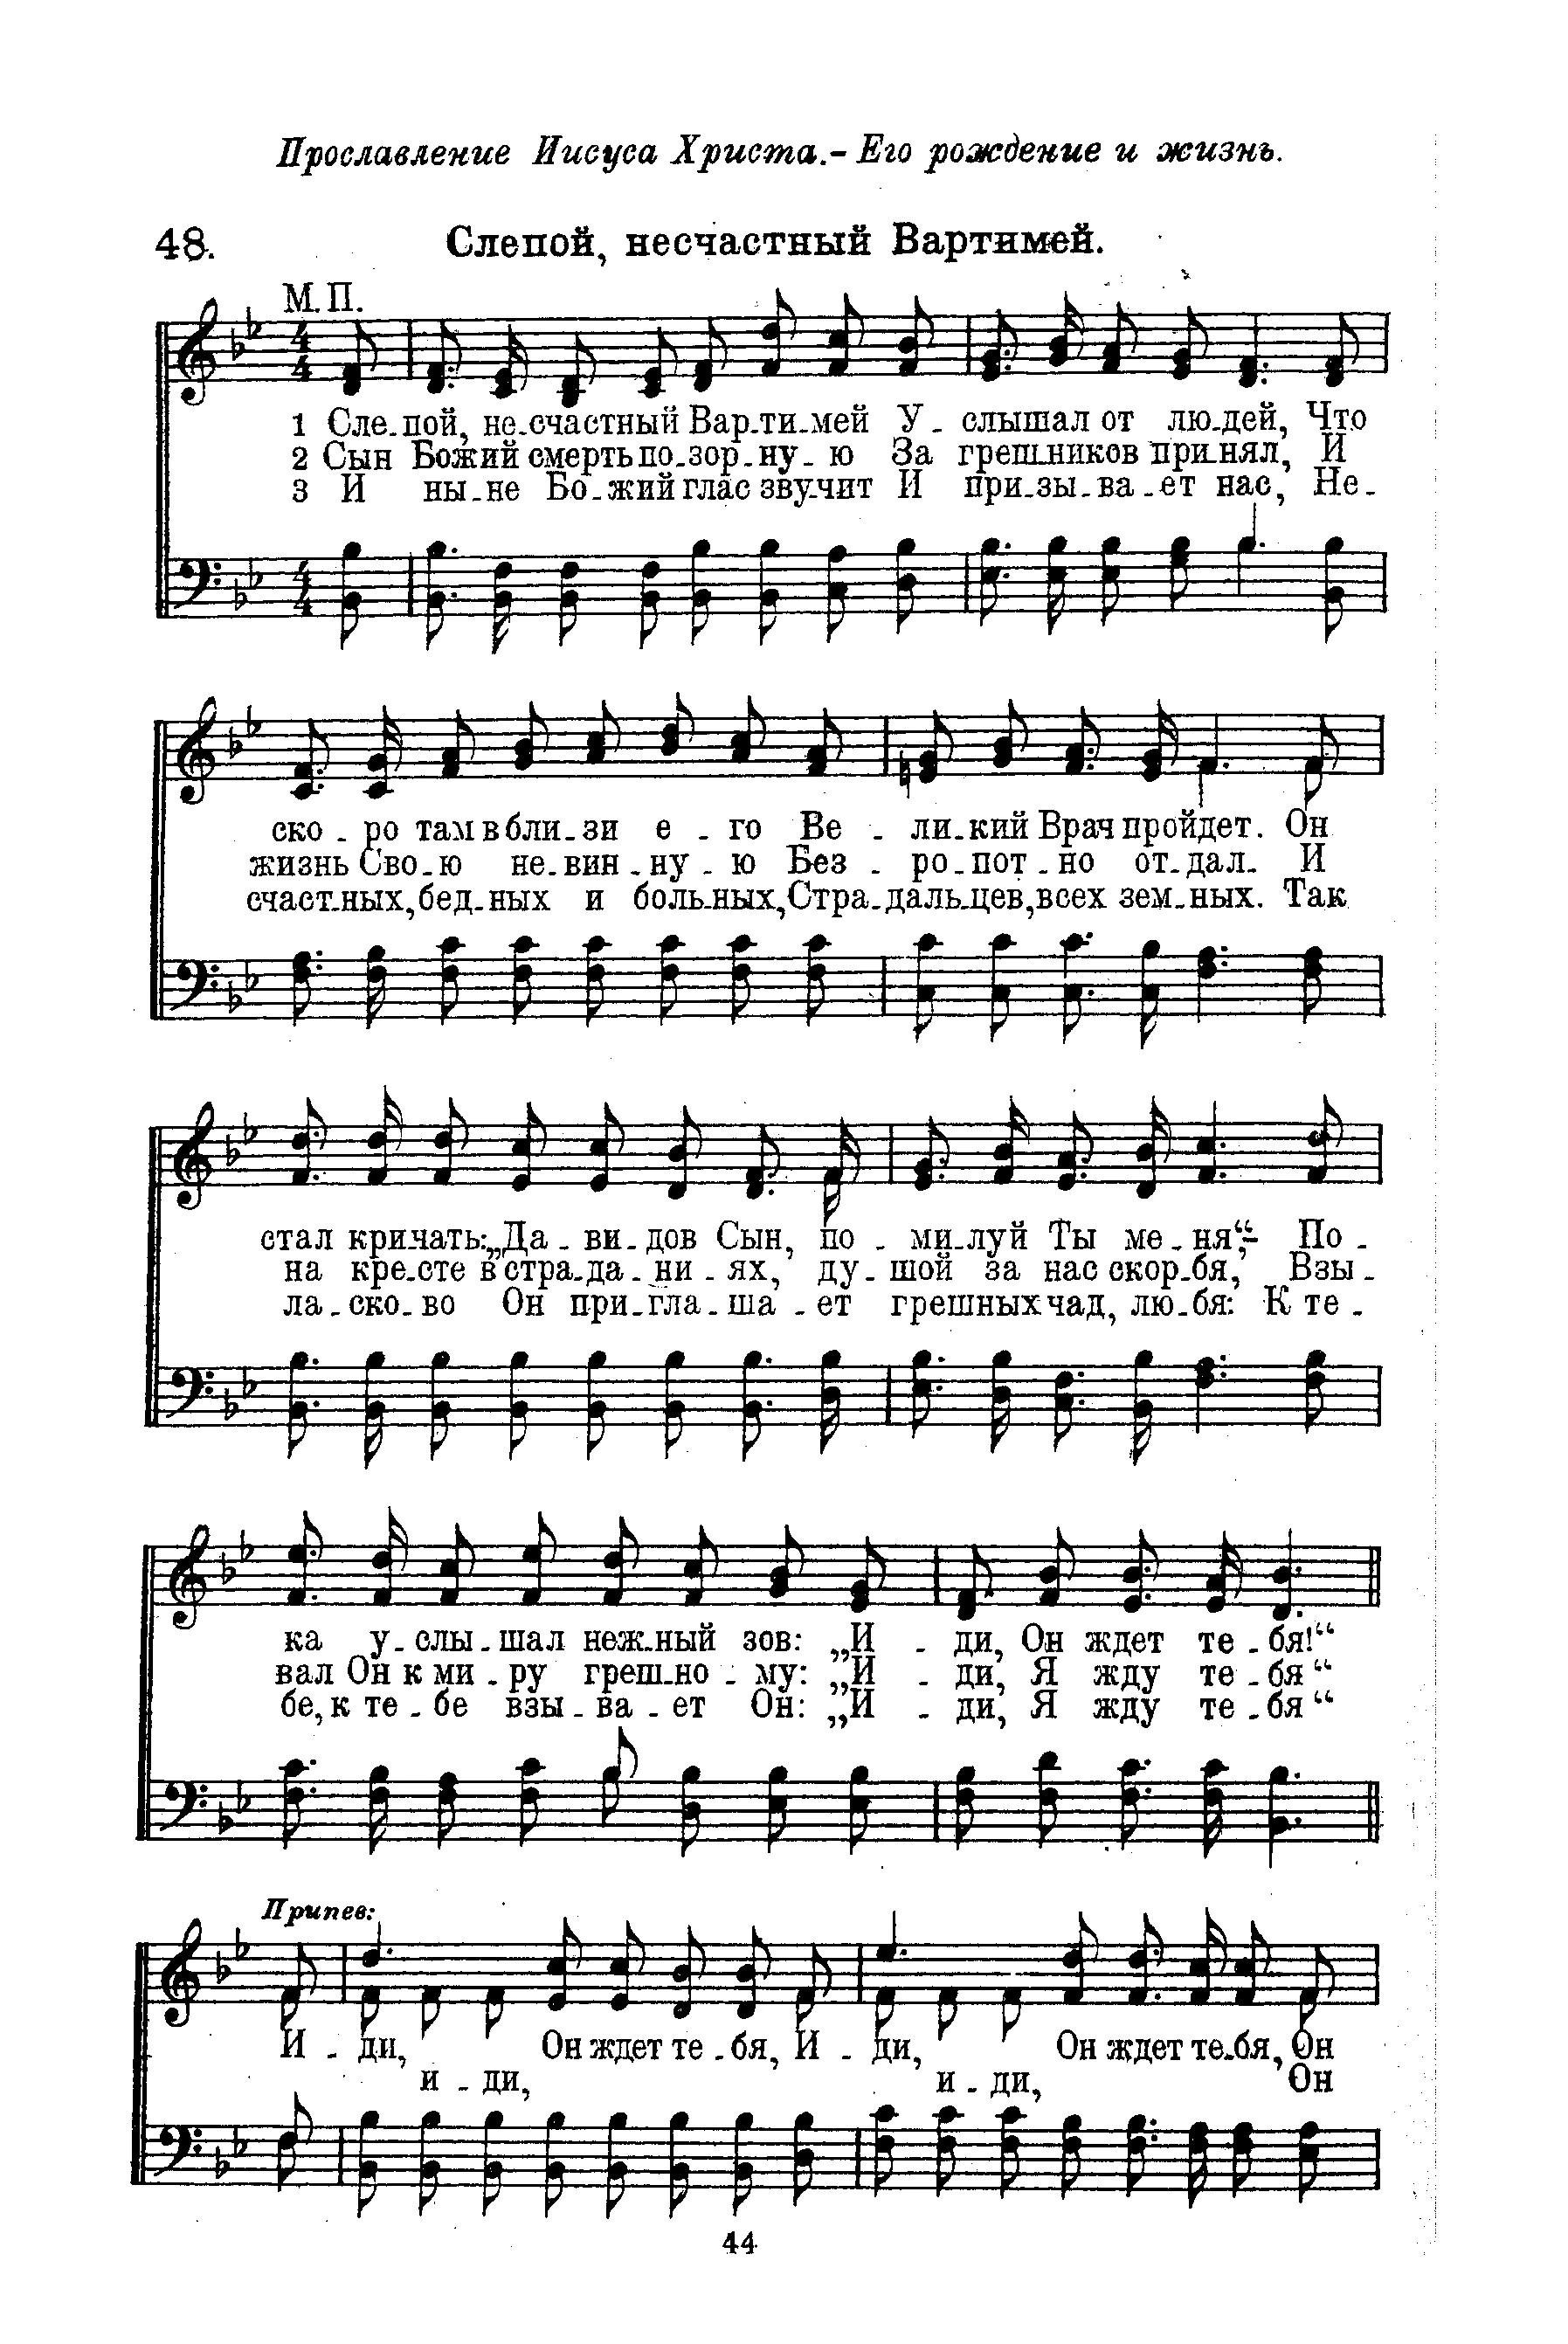 Прославление Иисуса Христа.- Его рождение и жизнь.
48. Слепой, несчастный Вартимей.
М. П.
1 Сле-пой, не-счастный Вар-ти-мей У - слышал от лю-дей, Что
2 Сын Божий смерть по-зор-ну-ю За греш-ников при-нял, И
3 И ны-не Бо-жий глас зву-чит И при-зы-ва-ет нас, Не-
ско - ро там вбли-зи е - го Ве - ли-кий Врач пройдет. Он
жизнь Сво-ю не-вин-ну-ю Без - ро-пот-но от-дал. И
счаст-ных, бед-ных и боль-ных, Стра-даль-цев, всех зем-ных. Так
стал кри-чать: „Да-ви-дов Сын, по - ми-луй Ты ме-ня“,- По -
на кре-сте в стра-да-ни-ях, ду-шой за нас скор-бя, Взы -
ла-ско-во Он при-гла-ша-ет грешных чад, лю-бя: К те -
ка у-слы-шал неж-ный зов: „И - ди, Он ждет те-бя!“
вал Он к ми-ру греш-но-му: „И - ди, Я жду те-бя“
бе, к те-бе взы-ва-ет Он: „И - ди, Я жду те-бя“
Припев:
И - ди, Он ждет те-бя, И - ди, Он ждет те-бя, Он
и - ди, и - ди, Он
44